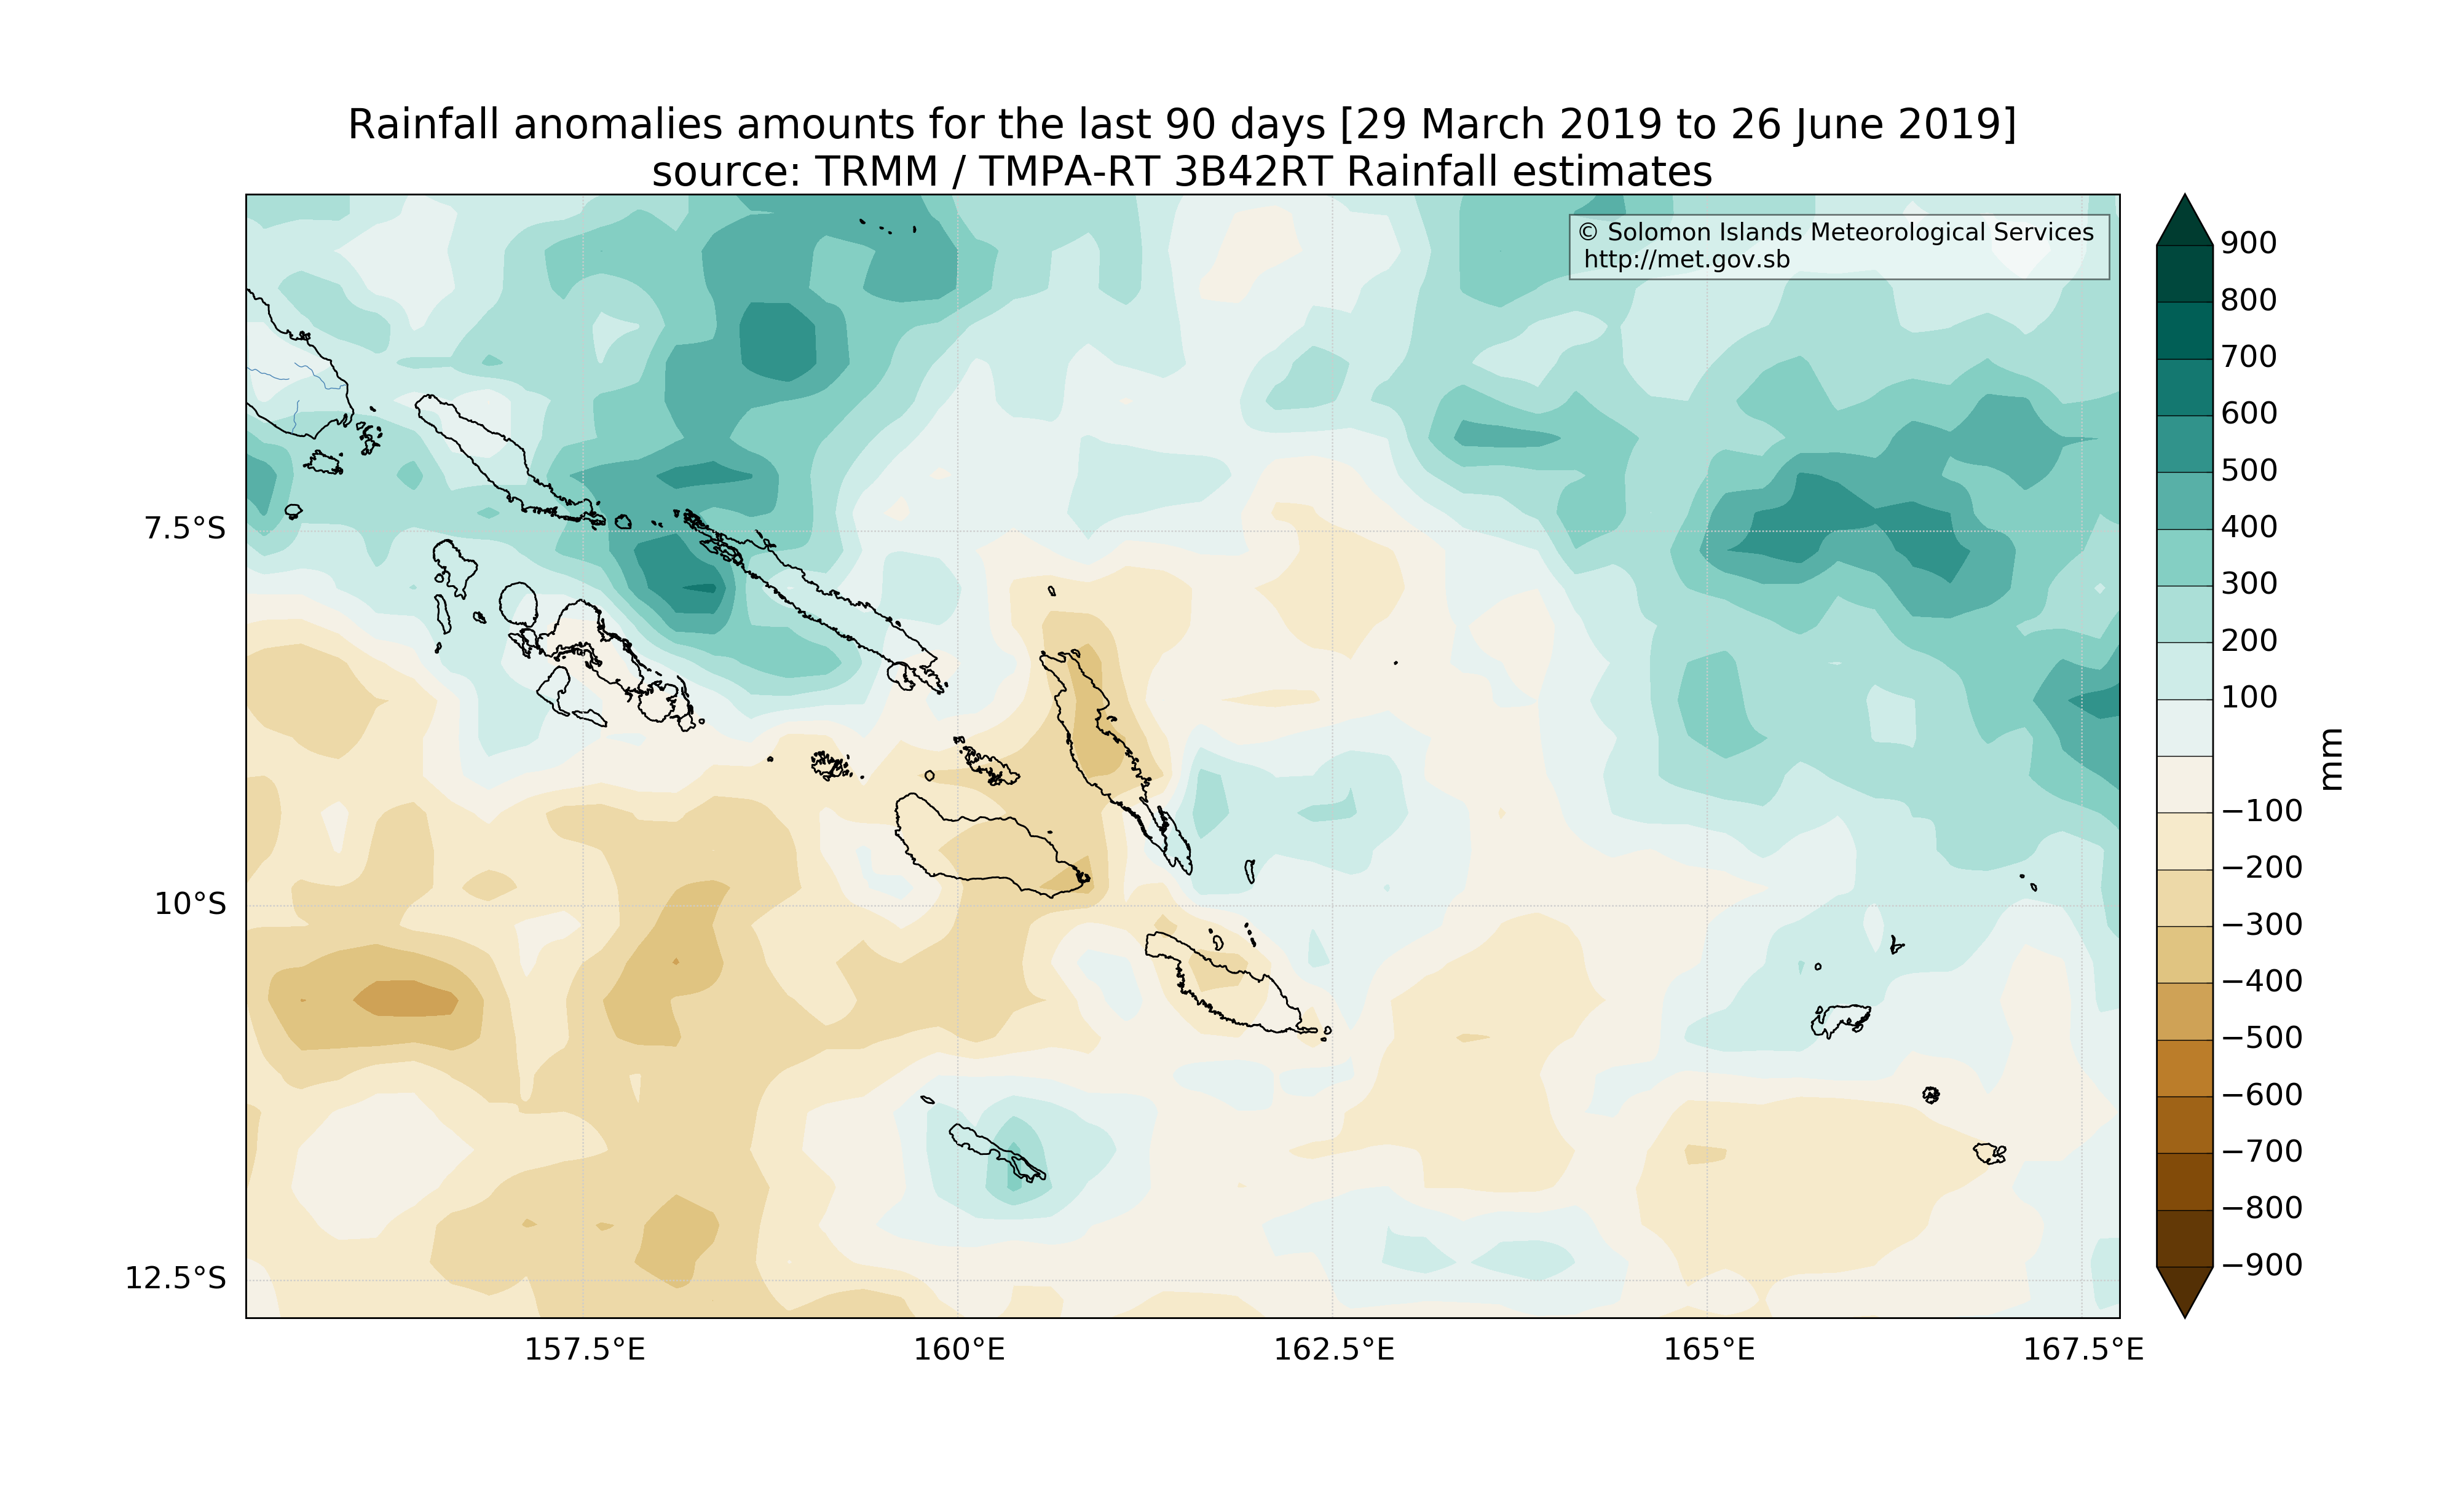 Rainfall anomalies amounts for the last 90 days [29 March 2019 to 26 June 2019]
source: TRMM / TMPA-RT 3B42RT Rainfall estimates
© Solomon Islands Meteorological Services
http://met.gov.sb
7.5°S
10°S
12.5°S
157.5°E
160°E
162.5°E
165°E
167.5°E
900
800
700
600
500
400
300
200
100
−100
−200
−300
−400
−500
−600
−700
−800
−900
mm